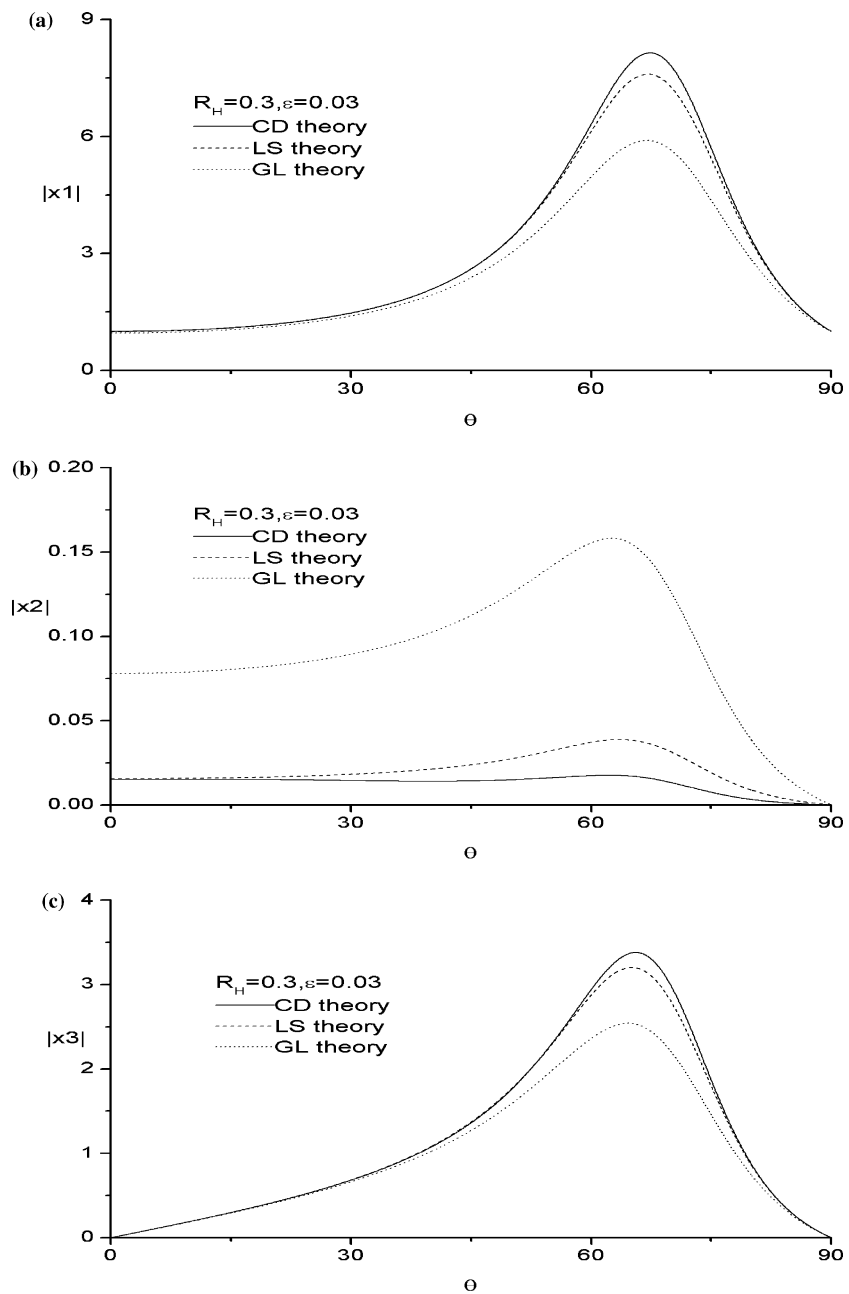 (a)
9
6
3
0
|x1|
R_H=0.3,ε=0.03
CD theory
LS theory
GL theory
0 30 60 90
Θ
(b)
0.20
0.15
0.10
0.05
0.00
|x2|
R_H=0.3,ε=0.03
CD theory
LS theory
GL theory
0 30 60 90
Θ
(c)
4
3
2
1
0
|x3|
R_H=0.3,ε=0.03
CD theory
LS theory
GL theory
0 30 60 90
Θ